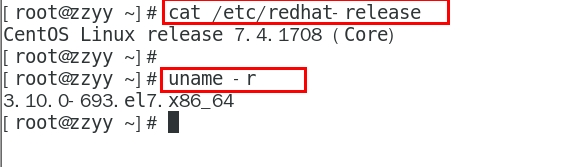 [root@zzyy ~]# cat /etc/redhat-release
CentOS Linux release 7.4.1708 (Core)
[root@zzyy ~]#
[root@zzyy ~]# uname -r
3.10.0-693.el7.x86_64
[root@zzyy ~]#